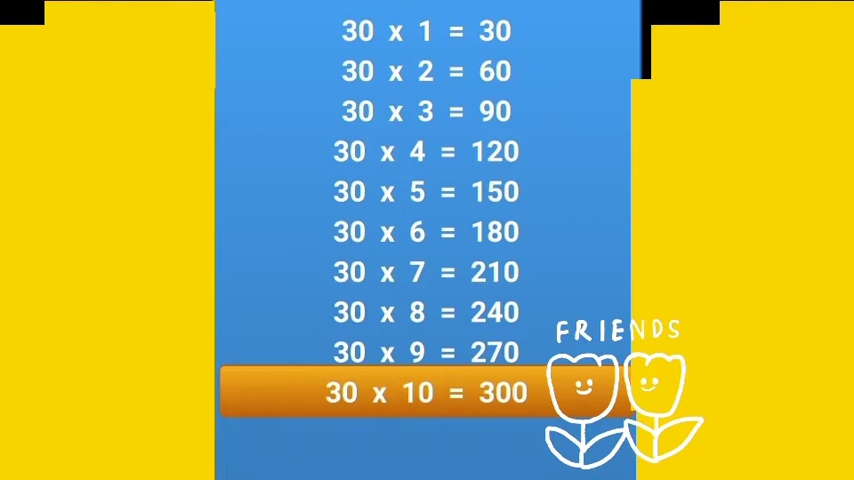 30 x 1 = 30
30 x 2 = 60
30 x 3 = 90
30 x 4 = 120
30 x 5 = 150
30 x 6 = 180
30 x 7 = 210
30 x 8 = 240
30 x 9 = 270
30 x 10 = 300
FRIENDS